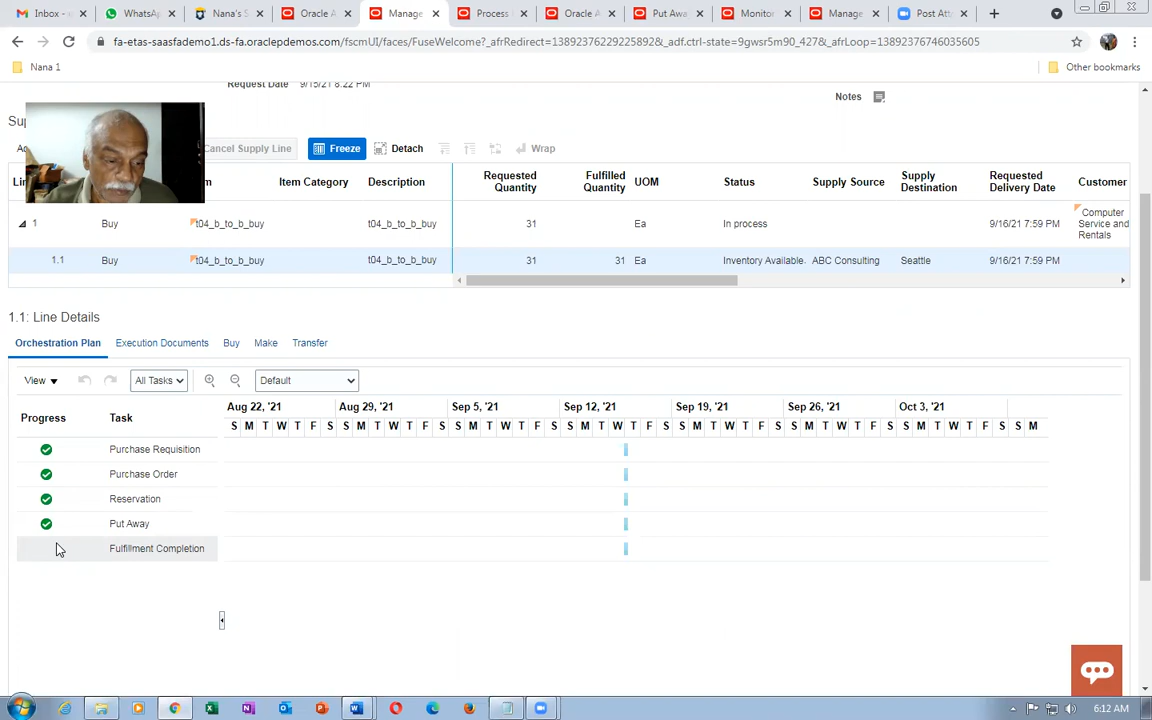 Inbox - WhatsA Nana's S Oracle A Manage Process Oracle A Put Awa Monitor Manage Post Att
fa-etas-saasfademo1.ds-fa.oraclepdemos.com/fscmUI/faces/FuseWelcome?_afrRedirect=138923762292 25892&_adf.ctrl-state=9gwsr5m90_427&_afrLoop=13892376746035605
Nana 1 Other bookmarks
Request Date 9/15/21 8:22 PM
Notes
Cancel Supply Line Freeze Detach Wrap
Item Category Description Requested Quantity Fulfilled Quantity UOM Status Supply Source Supply Destination Requested Delivery Date Customer
1 Buy t04_b_to_b_buy t04_b_to_b_buy 31 Ea In process 9/16/21 7:59 PM Computer Service and Rentals
1.1 Buy t04_b_to_b_buy t04_b_to_b_buy 31 31 Ea Inventory Available. ABC Consulting Seattle 9/16/21 7:59 PM
1.1: Line Details
Orchestration Plan Execution Documents Buy Make Transfer
View All Tasks Default
Progress Task
Aug 22, '21 Aug 29, '21 Sep 5, '21 Sep 12, '21 Sep 19, '21 Sep 26, '21 Oct 3, '21
S M T W T F S S M T W T F S S M T W T F S S M T W T F S S M T W T F S S M T W T F S S M T W T F S S M
Purchase Requisition
Purchase Order
Reservation
Put Away
Fulfillment Completion
6:12 AM